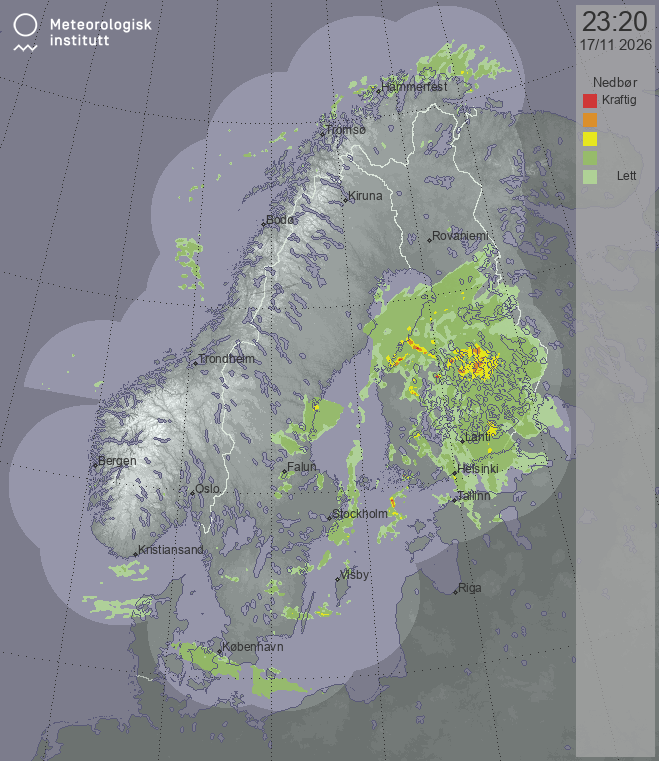 Meteorologisk
institutt
23:20
17/11 2026
Nedbør
Kraftig
Lett
Hammerfest
Tromsø
Kiruna
Bodø
Rovaniemi
Trondheim
Lahti
Bergen
Falun
Helsinki
Oslo
Tallinn
Stockholm
Kristiansand
Visby
Riga
København